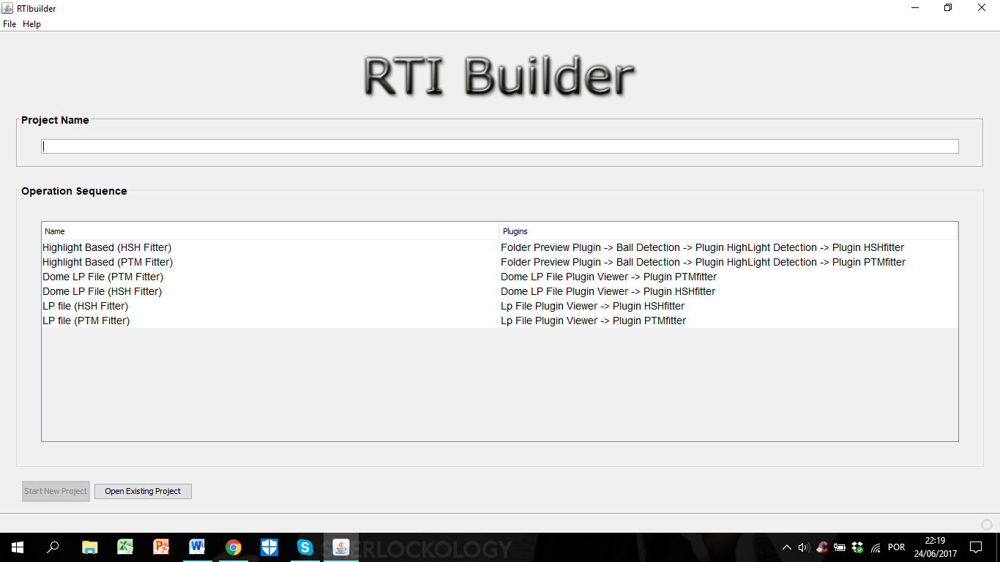 RTIbuilder
File Help
RTI Builder
Project Name
Operation Sequence
Name Plugins
Highlight Based (HSH Fitter) Folder Preview Plugin -> Ball Detection -> Plugin HighLight Detection -> Plugin HSHfitter
Highlight Based (PTM Fitter) Folder Preview Plugin -> Ball Detection -> Plugin HighLight Detection -> Plugin PTMfitter
Dome LP File (PTM Fitter) Dome LP File Plugin Viewer -> Plugin PTMfitter
Dome LP File (HSH Fitter) Dome LP File Plugin Viewer -> Plugin HSHfitter
LP file (HSH Fitter) Lp File Plugin Viewer -> Plugin HSHfitter
LP file (PTM Fitter) Lp File Plugin Viewer -> Plugin PTMfitter
Start New Project Open Existing Project
SHERLOCKOLOGY
POR
22:19
24/06/2017